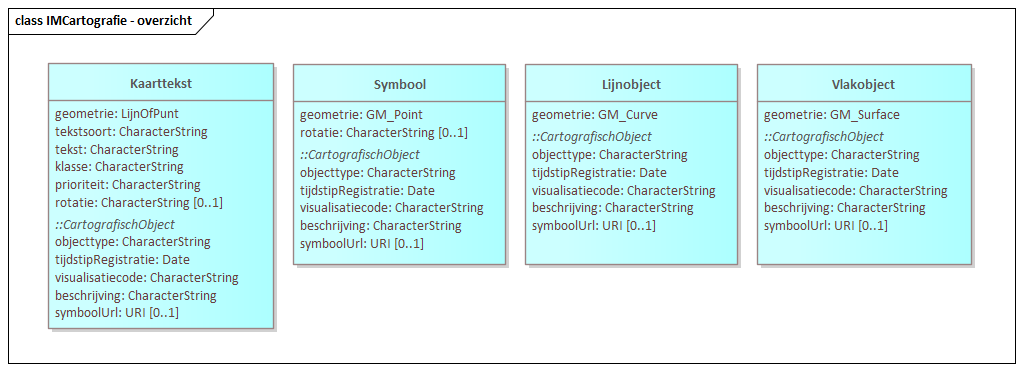 class IMCartografie - overzicht
Kaarttekst
geometrie: LijnOfPunt
tekstsoort: CharacterString
tekst: CharacterString
klasse: CharacterString
prioriteit: CharacterString
rotatie: CharacterString [0..1]
::CartografischObject
objecttype: CharacterString
tijdstipRegistratie: Date
visualisatiecode: CharacterString
beschrijving: CharacterString
symboolUrl: URI [0..1]
Symbool
geometrie: GM_Point
rotatie: CharacterString [0..1]
::CartografischObject
objecttype: CharacterString
tijdstipRegistratie: Date
visualisatiecode: CharacterString
beschrijving: CharacterString
symboolUrl: URI [0..1]
Lijnobject
geometrie: GM_Curve
::CartografischObject
objecttype: CharacterString
tijdstipRegistratie: Date
visualisatiecode: CharacterString
beschrijving: CharacterString
symboolUrl: URI [0..1]
Vlakobject
geometrie: GM_Surface
::CartografischObject
objecttype: CharacterString
tijdstipRegistratie: Date
visualisatiecode: CharacterString
beschrijving: CharacterString
symboolUrl: URI [0..1]